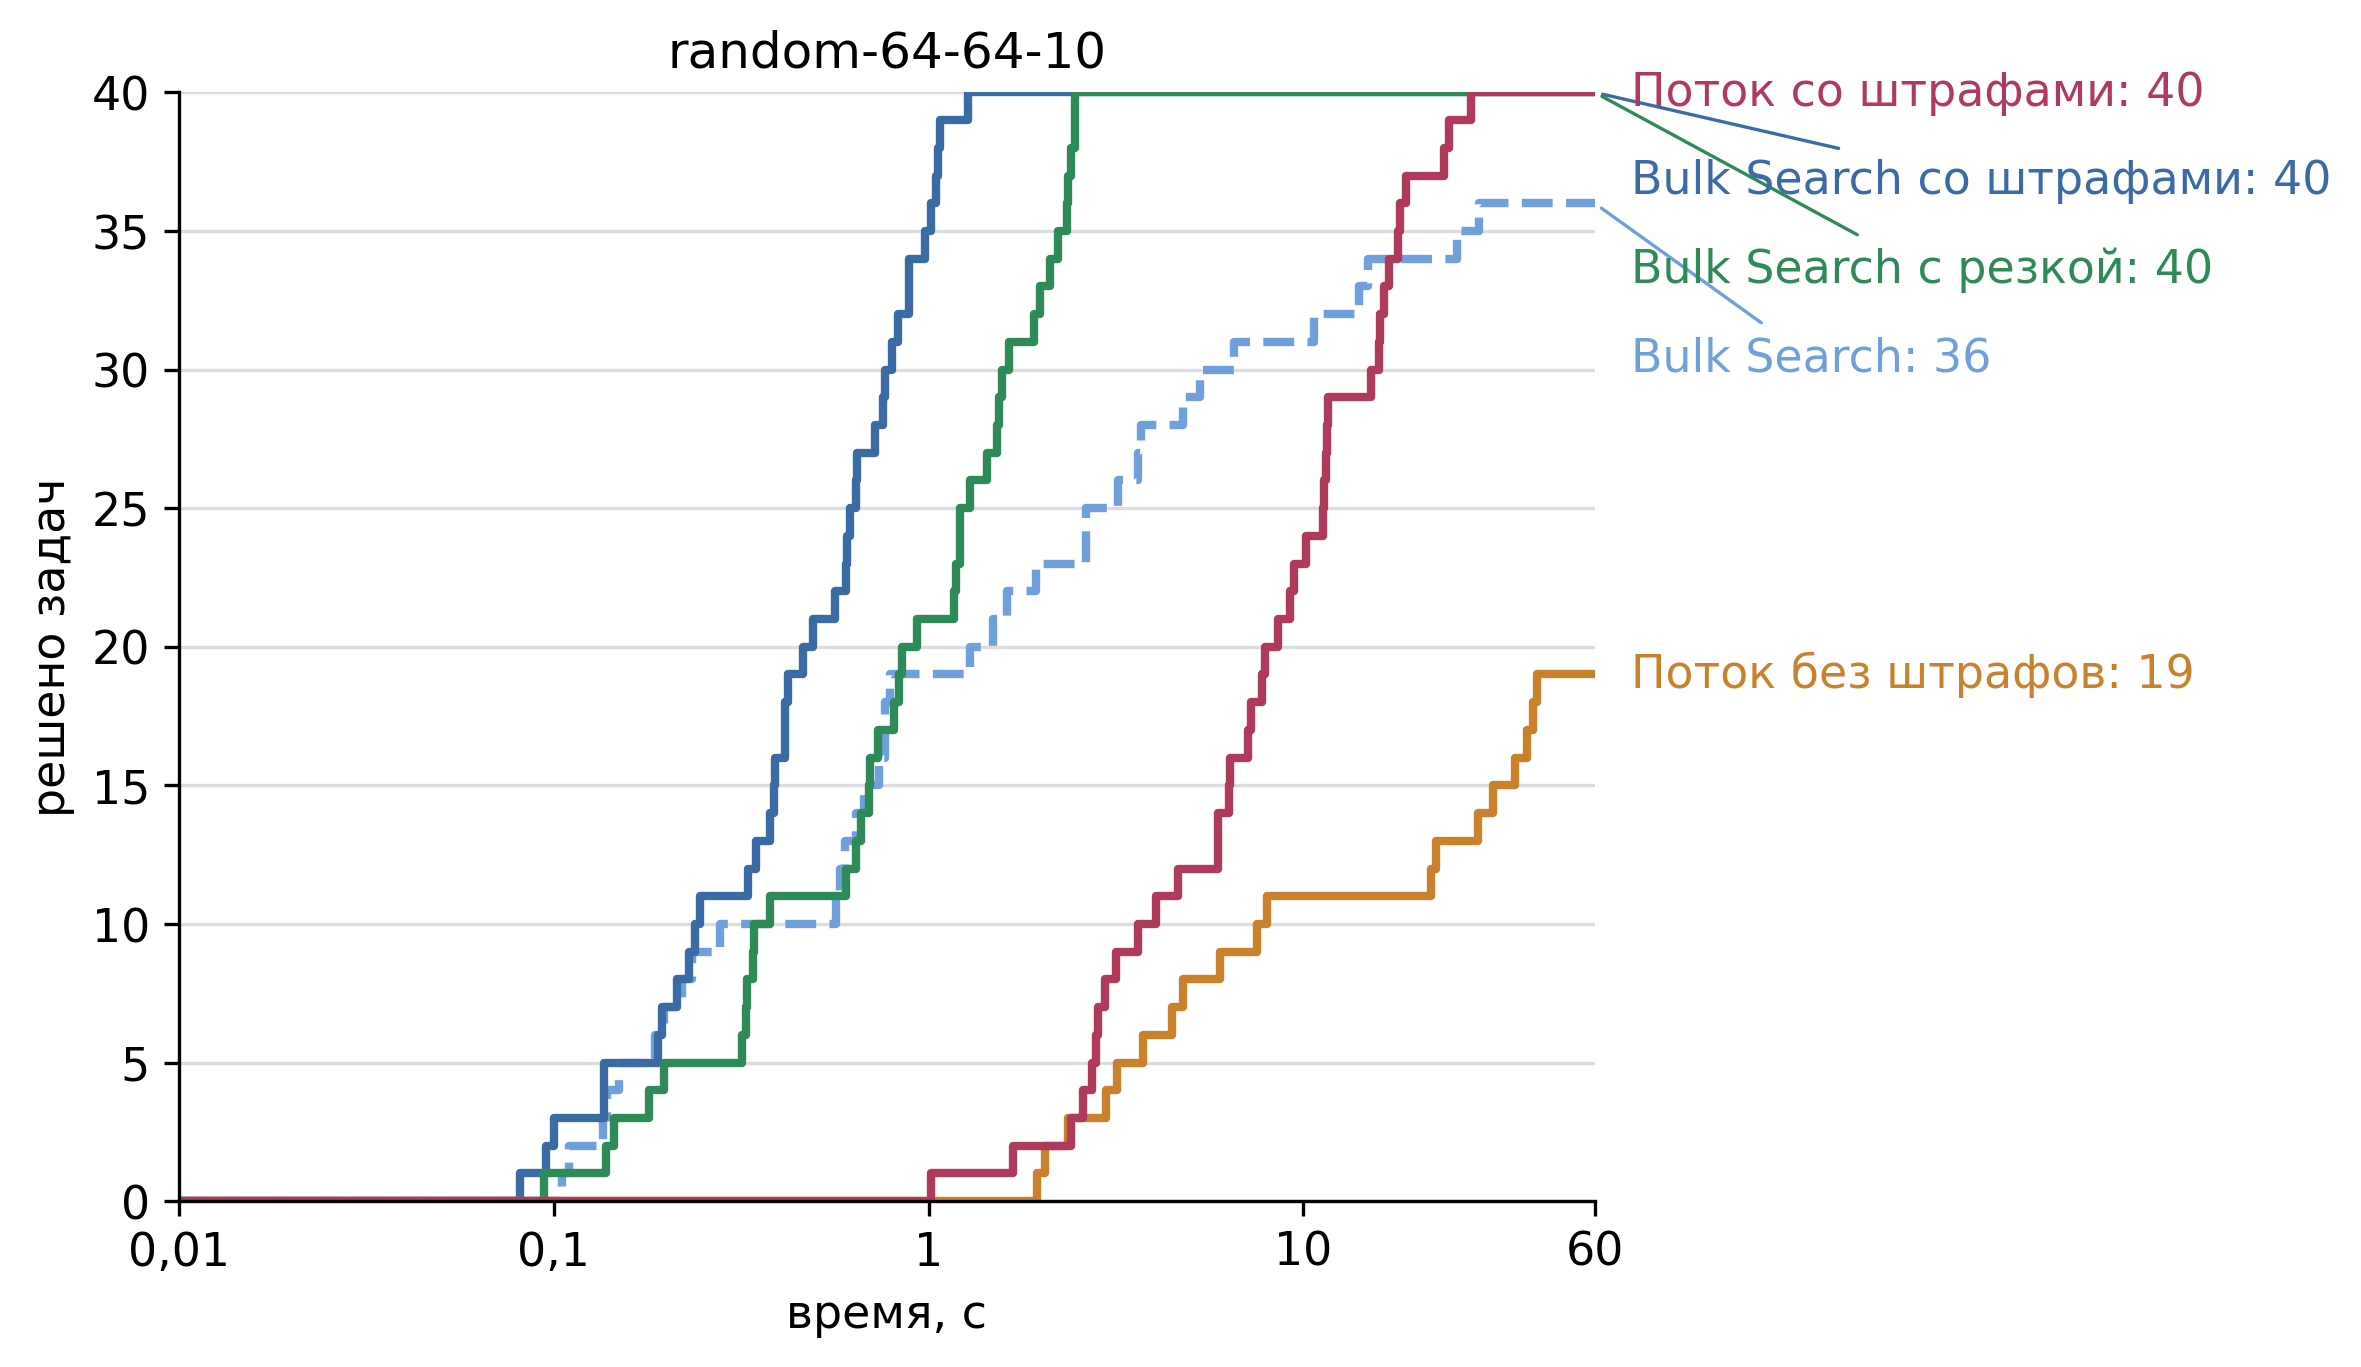 random-64-64-10
40
35
30
25
20
15
10
5
0
решено задач
0,01
0,1
1
10
60
время, с
Поток со штрафами: 40
Bulk Search со штрафами: 40
Bulk Search с резкой: 40
Bulk Search: 36
Поток без штрафов: 19